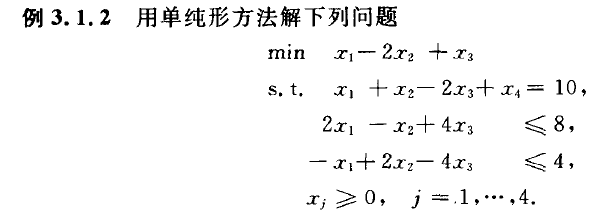 例 3.1.2 用单纯形方法解下列问题
min x₁－2x₂ ＋x₃
s. t. x₁ ＋x₂－2x₃＋x₄＝10，
2x₁ －x₂＋4x₃ ≤8，
－x₁＋2x₂－4x₃ ≤4，
xⱼ≥0， j＝1，⋯，4.